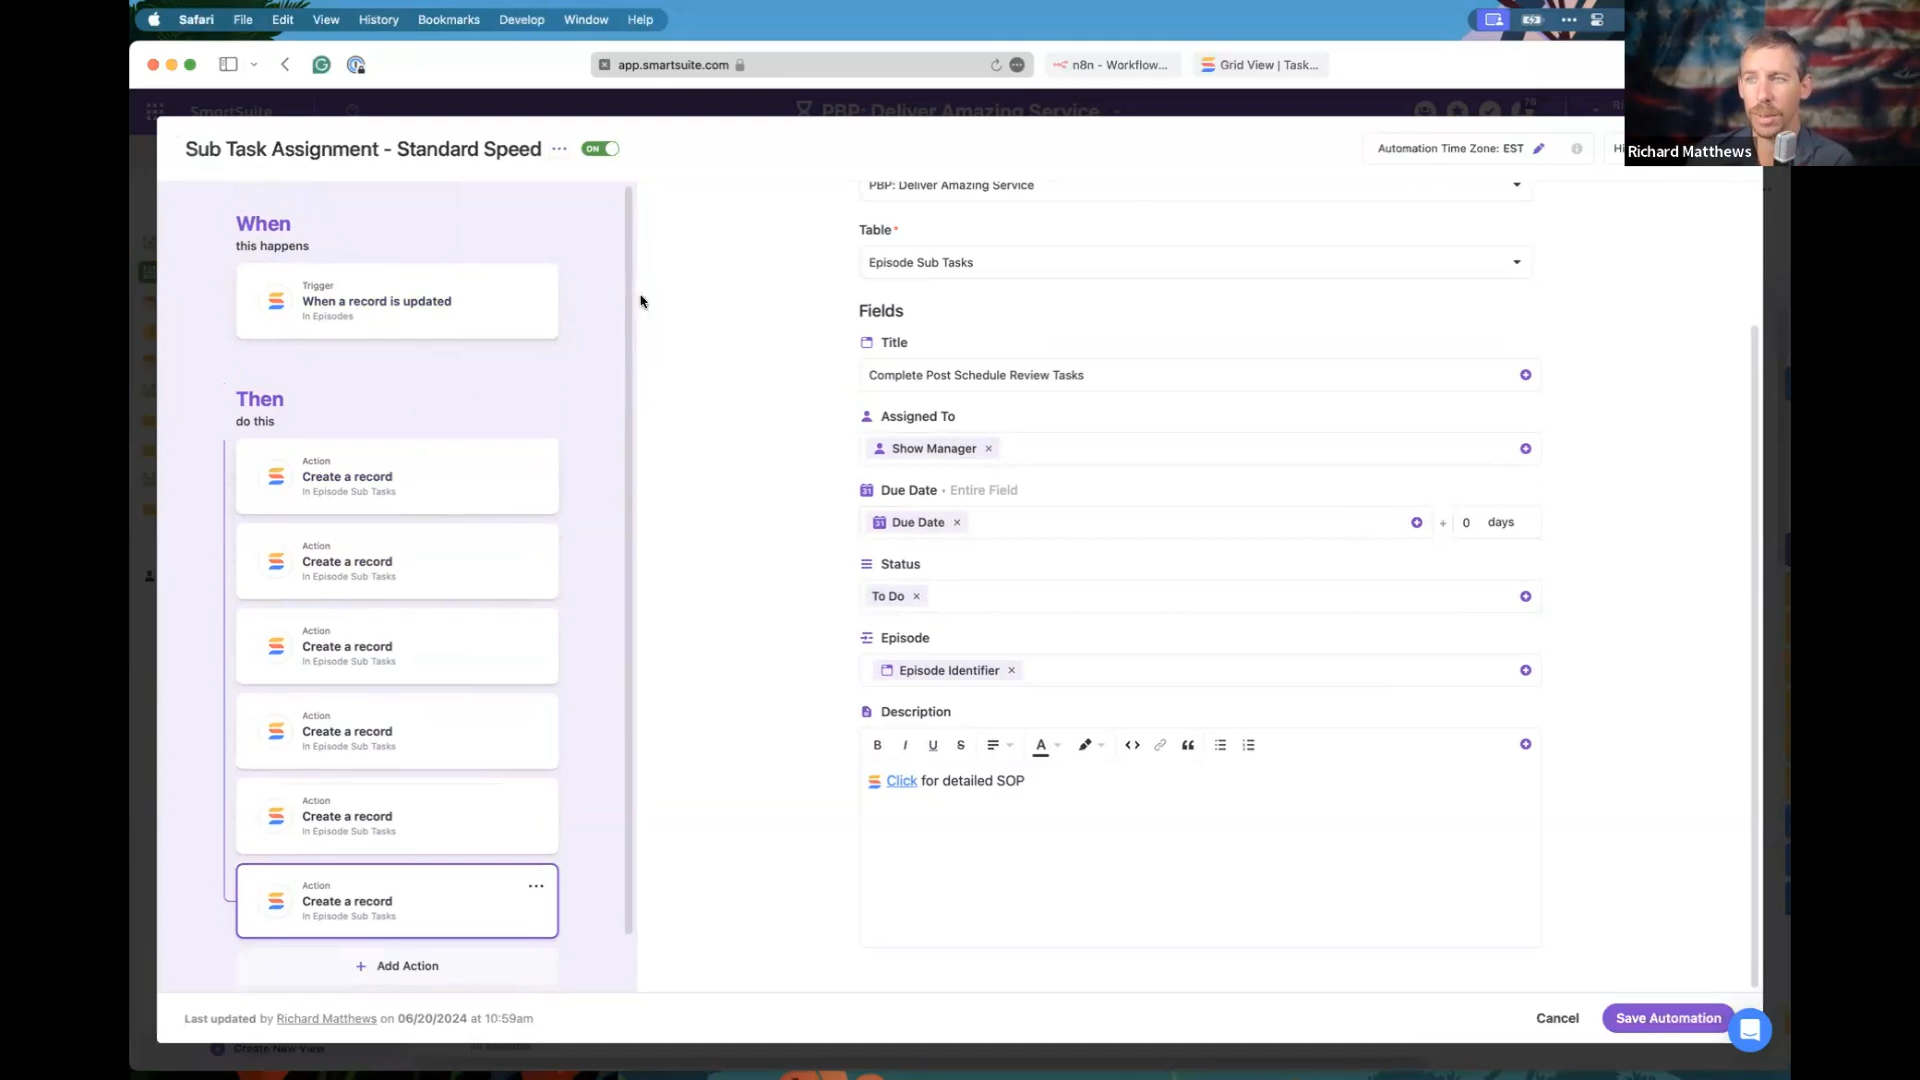 Safari File Edit View History Bookmarks Develop Window Help
app.smartsuite.com
n8n - Workflow...
Grid View | Task...
SmartSuite
PBP: Deliver Amazing Service
76
Richard Matthews
Sub Task Assignment - Standard Speed
ON
Automation Time Zone: EST
When
this happens
Trigger
When a record is updated
In Episodes
Then
do this
Action
Create a record
In Episode Sub Tasks
Action
Create a record
In Episode Sub Tasks
Action
Create a record
In Episode Sub Tasks
Action
Create a record
In Episode Sub Tasks
Action
Create a record
In Episode Sub Tasks
Action
Create a record
In Episode Sub Tasks
+ Add Action
PBP: Deliver Amazing Service
Table*
Episode Sub Tasks
Fields
Title
Complete Post Schedule Review Tasks
Assigned To
Show Manager ×
Due Date • Entire Field
31 Due Date × + 0 days
Status
To Do ×
Episode
Episode Identifier ×
Description
B I U S A
Click for detailed SOP
Last updated by Richard Matthews on 06/20/2024 at 10:59am
Cancel
Save Automation
Create New View